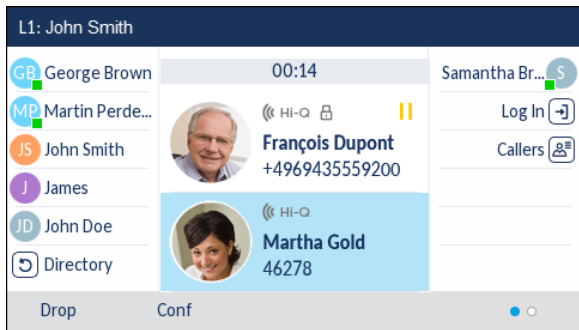 L1: John Smith
GB George Brown
MP Martin Perde...
JS John Smith
J James
JD John Doe
Directory
00:14
Hi-Q
François Dupont
+4969435559200
Hi-Q
Martha Gold
46278
Samantha Br... S
Log In
Callers
Drop Conf